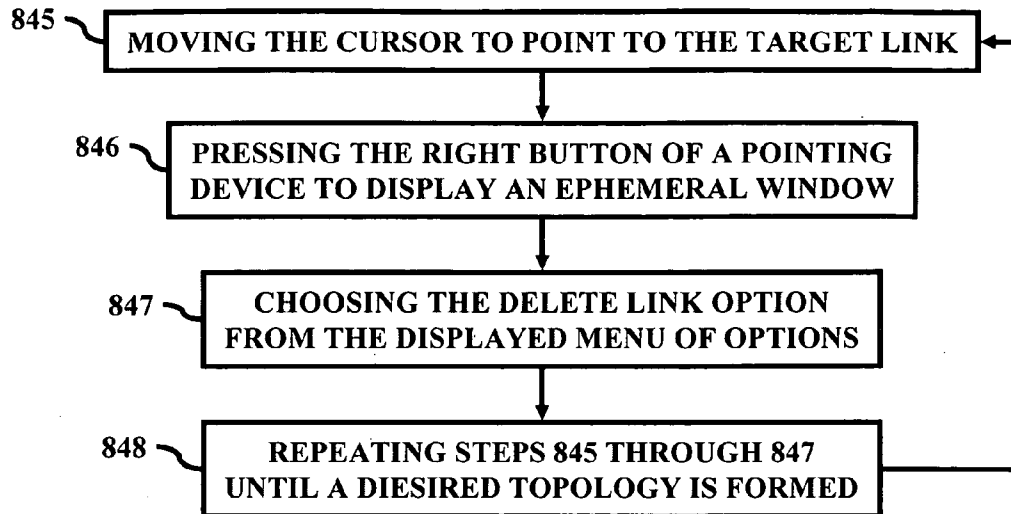 845
MOVING THE CURSOR TO POINT TO THE TARGET LINK
846
PRESSING THE RIGHT BUTTON OF A POINTING
DEVICE TO DISPLAY AN EPHEMERAL WINDOW
847
CHOOSING THE DELETE LINK OPTION
FROM THE DISPLAYED MENU OF OPTIONS
848
REPEATING STEPS 845 THROUGH 847
UNTIL A DIESIRED TOPOLOGY IS FORMED